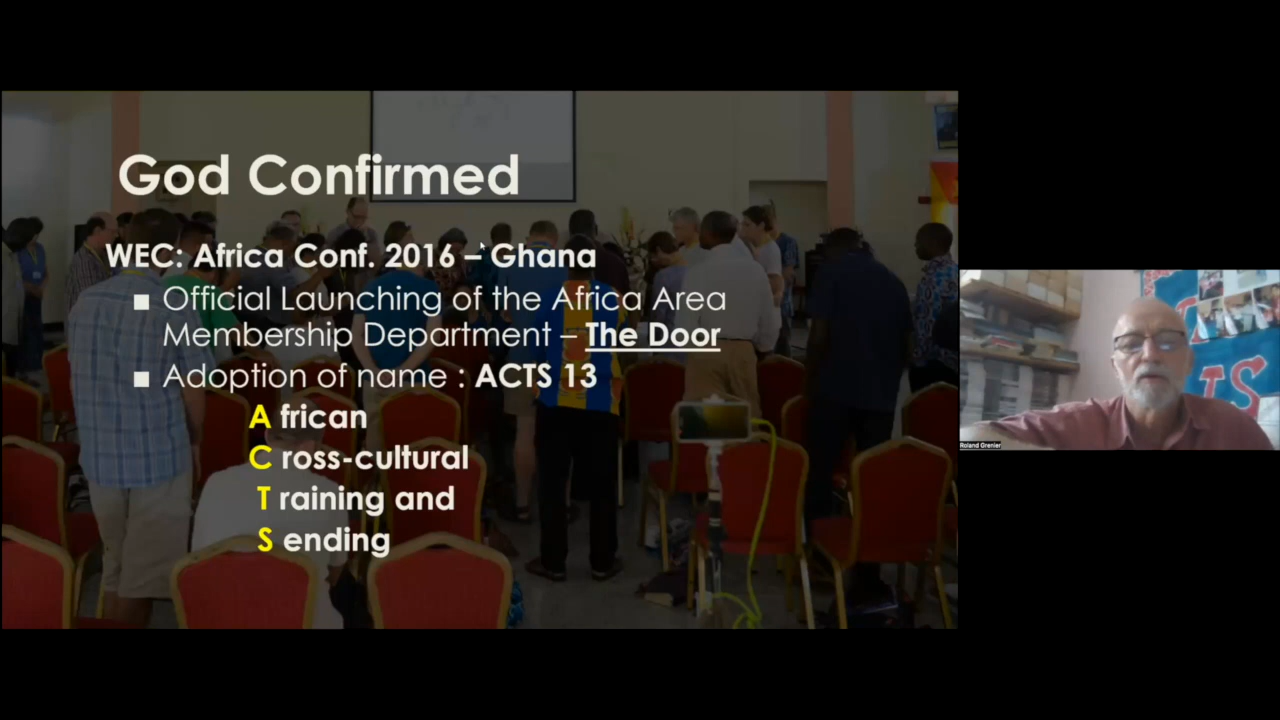 God Confirmed
WEC: Africa Conf. 2016 – Ghana
■ Official Launching of the Africa Area
Membership Department – The Door
■ Adoption of name : ACTS 13
A frican
C ross-cultural
T raining and
S ending
Roland Grenier
TS